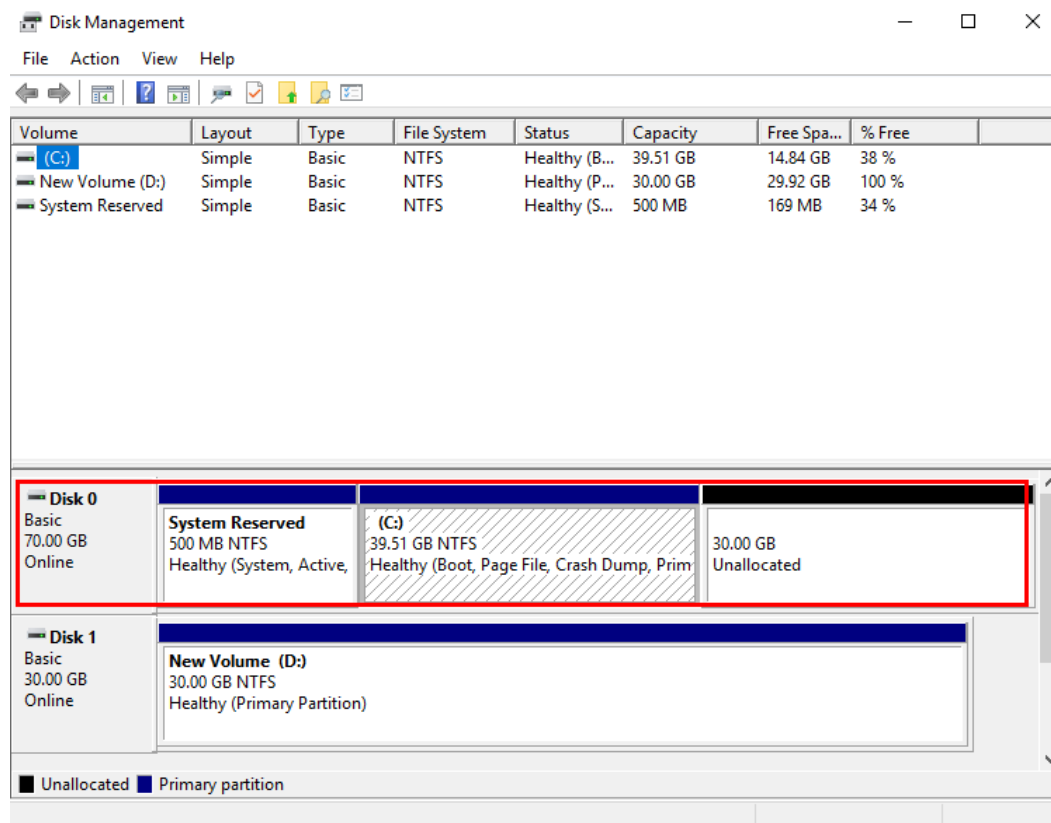 Disk Management
File Action View Help
Volume Layout Type File System Status Capacity Free Spa... % Free
(C:) Simple Basic NTFS Healthy (B... 39.51 GB 14.84 GB 38 %
New Volume (D:) Simple Basic NTFS Healthy (P... 30.00 GB 29.92 GB 100 %
System Reserved Simple Basic NTFS Healthy (S... 500 MB 169 MB 34 %
Disk 0
Basic
70.00 GB
Online
System Reserved
500 MB NTFS
Healthy (System, Active,
(C:)
39.51 GB NTFS
Healthy (Boot, Page File, Crash Dump, Prim
30.00 GB
Unallocated
Disk 1
Basic
30.00 GB
Online
New Volume (D:)
30.00 GB NTFS
Healthy (Primary Partition)
Unallocated Primary partition